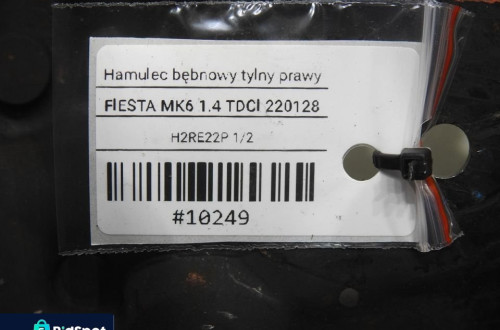 Hamulec bębnowy tylny prawy
FIESTA MK6 1.4 TDCI 220128
H2RE22P 1/2
#10249
BidSpot